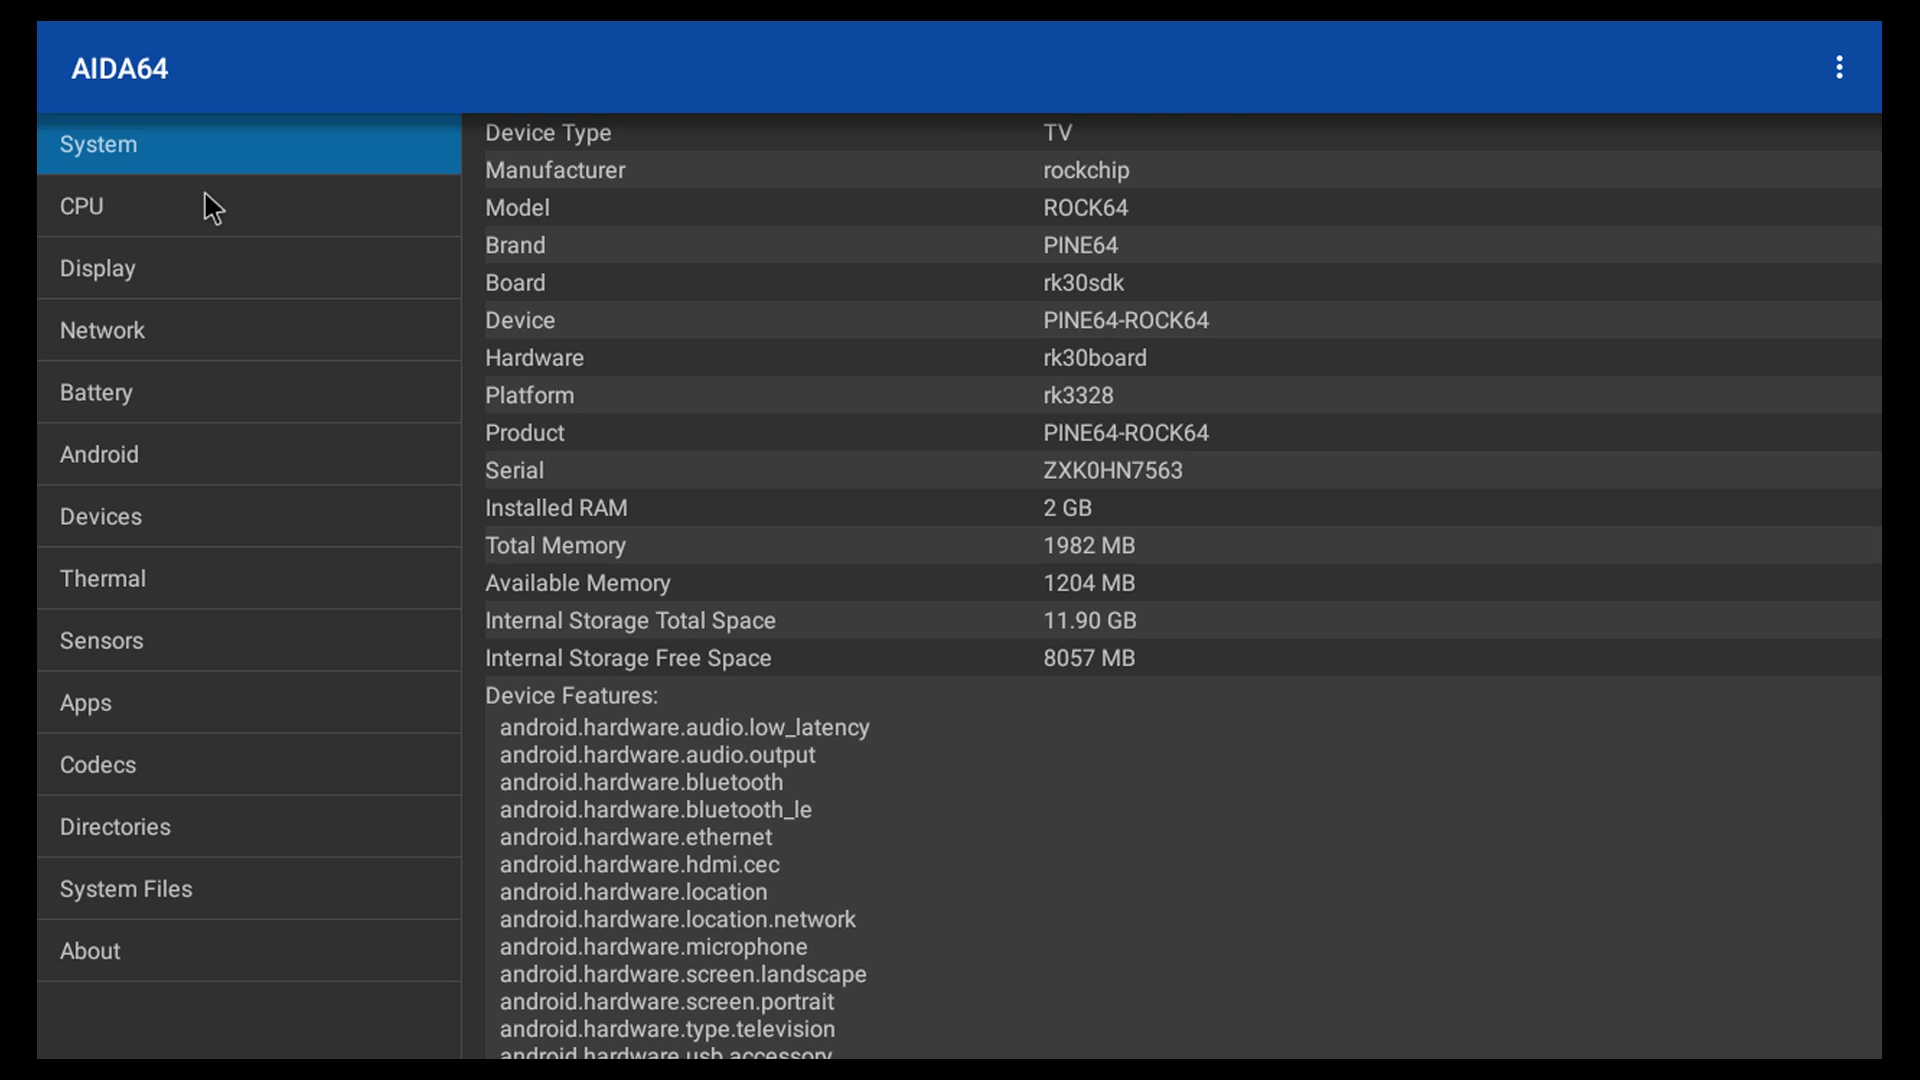 AIDA64
System
CPU
Display
Network
Battery
Android
Devices
Thermal
Sensors
Apps
Codecs
Directories
System Files
About
Device Type TV
Manufacturer rockchip
Model ROCK64
Brand PINE64
Board rk30sdk
Device PINE64-ROCK64
Hardware rk30board
Platform rk3328
Product PINE64-ROCK64
Serial ZXK0HN7563
Installed RAM 2 GB
Total Memory 1982 MB
Available Memory 1204 MB
Internal Storage Total Space 11.90 GB
Internal Storage Free Space 8057 MB
Device Features:
android.hardware.audio.low_latency
android.hardware.audio.output
android.hardware.bluetooth
android.hardware.bluetooth_le
android.hardware.ethernet
android.hardware.hdmi.cec
android.hardware.location
android.hardware.location.network
android.hardware.microphone
android.hardware.screen.landscape
android.hardware.screen.portrait
android.hardware.type.television
android.hardware.usb.accessory